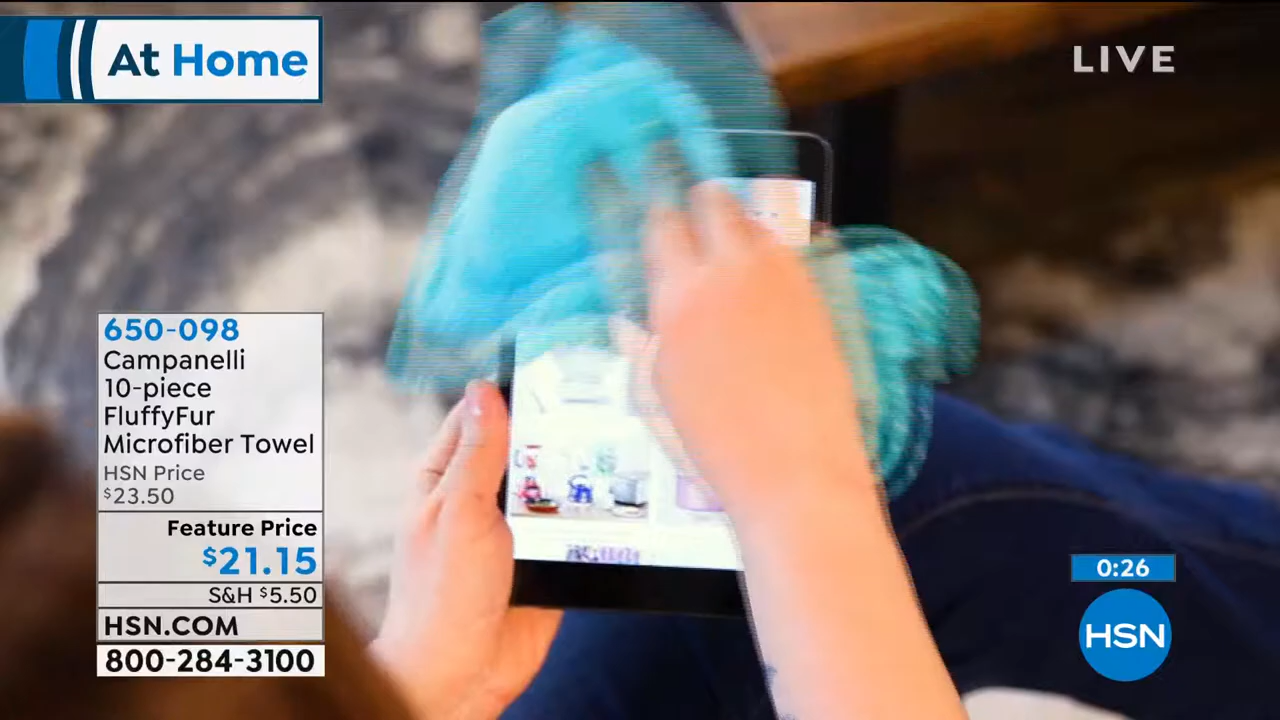 At Home
LIVE
650-098
Campanelli
10-piece
FluffyFur
Microfiber Towel
HSN Price
$23.50
Feature Price
$21.15
S&H $5.50
HSN.COM
800-284-3100
0:26
HSN